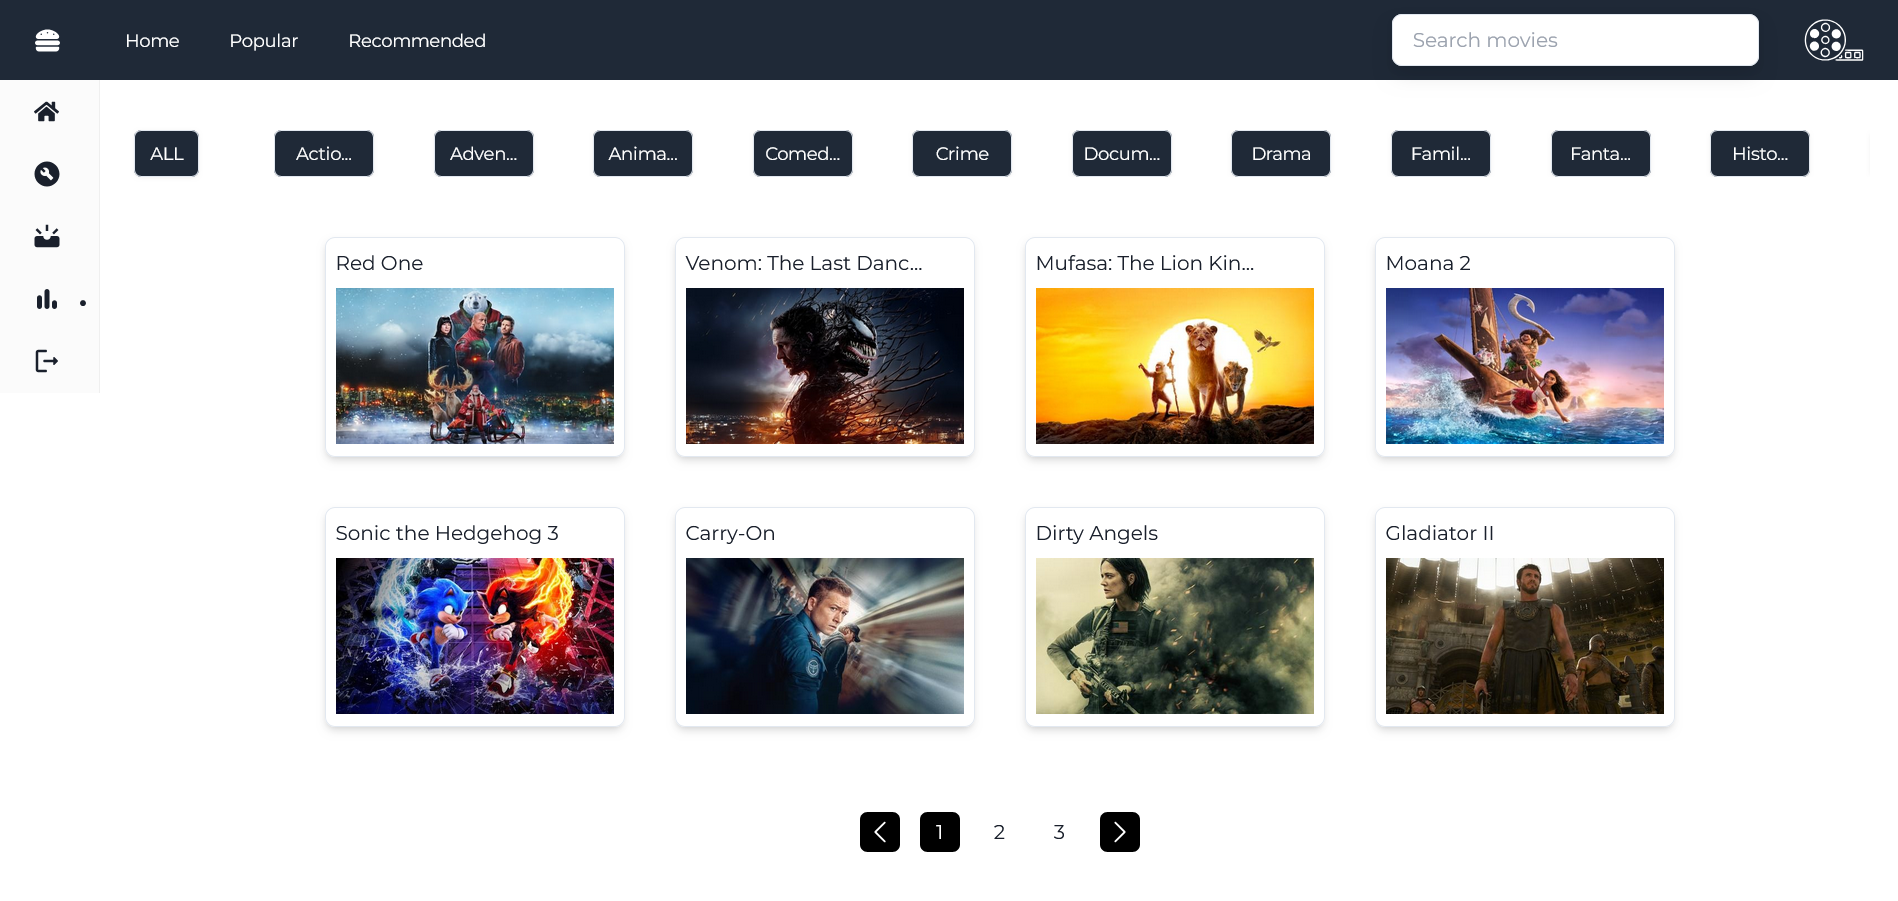 Home Popular Recommended Search movies
ALL Actio... Adven... Anima... Comed... Crime Docum... Drama Famil... Fanta... Histo...
Red One Venom: The Last Danc... Mufasa: The Lion Kin... Moana 2
Sonic the Hedgehog 3 Carry-On Dirty Angels Gladiator II
1 2 3